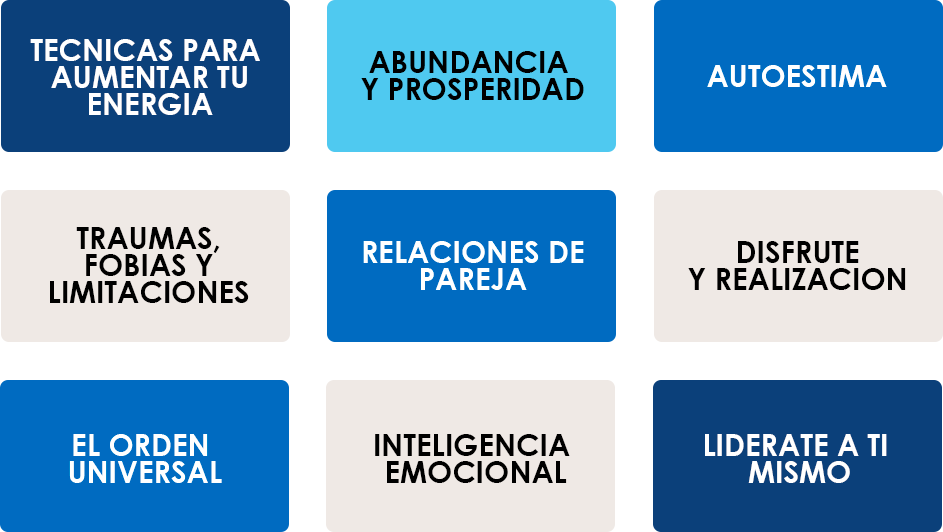 TECNICAS PARA
AUMENTAR TU
ENERGIA
ABUNDANCIA
Y PROSPERIDAD
AUTOESTIMA
TRAUMAS,
FOBIAS Y
LIMITACIONES
RELACIONES DE
PAREJA
DISFRUTE
Y REALIZACION
EL ORDEN
UNIVERSAL
INTELIGENCIA
EMOCIONAL
LIDERATE A TI
MISMO